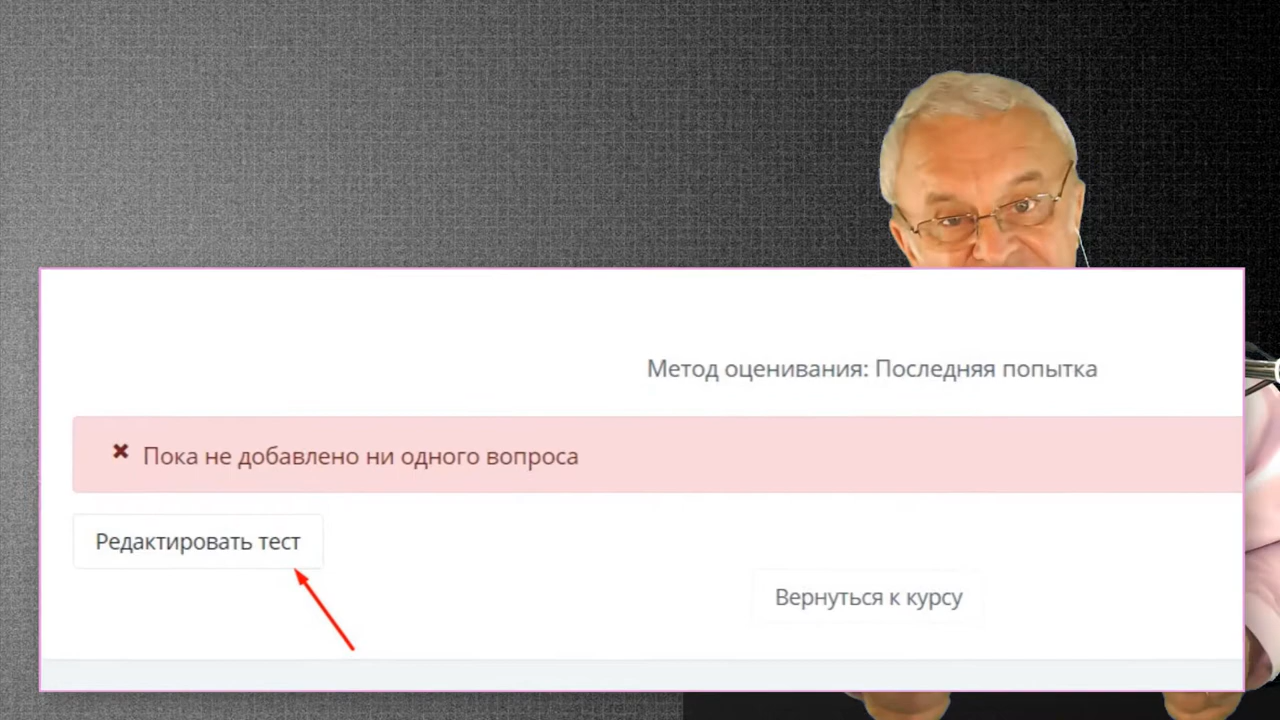 Метод оценивания: Последняя попытка
Пока не добавлено ни одного вопроса
Редактировать тест
Вернуться к курсу